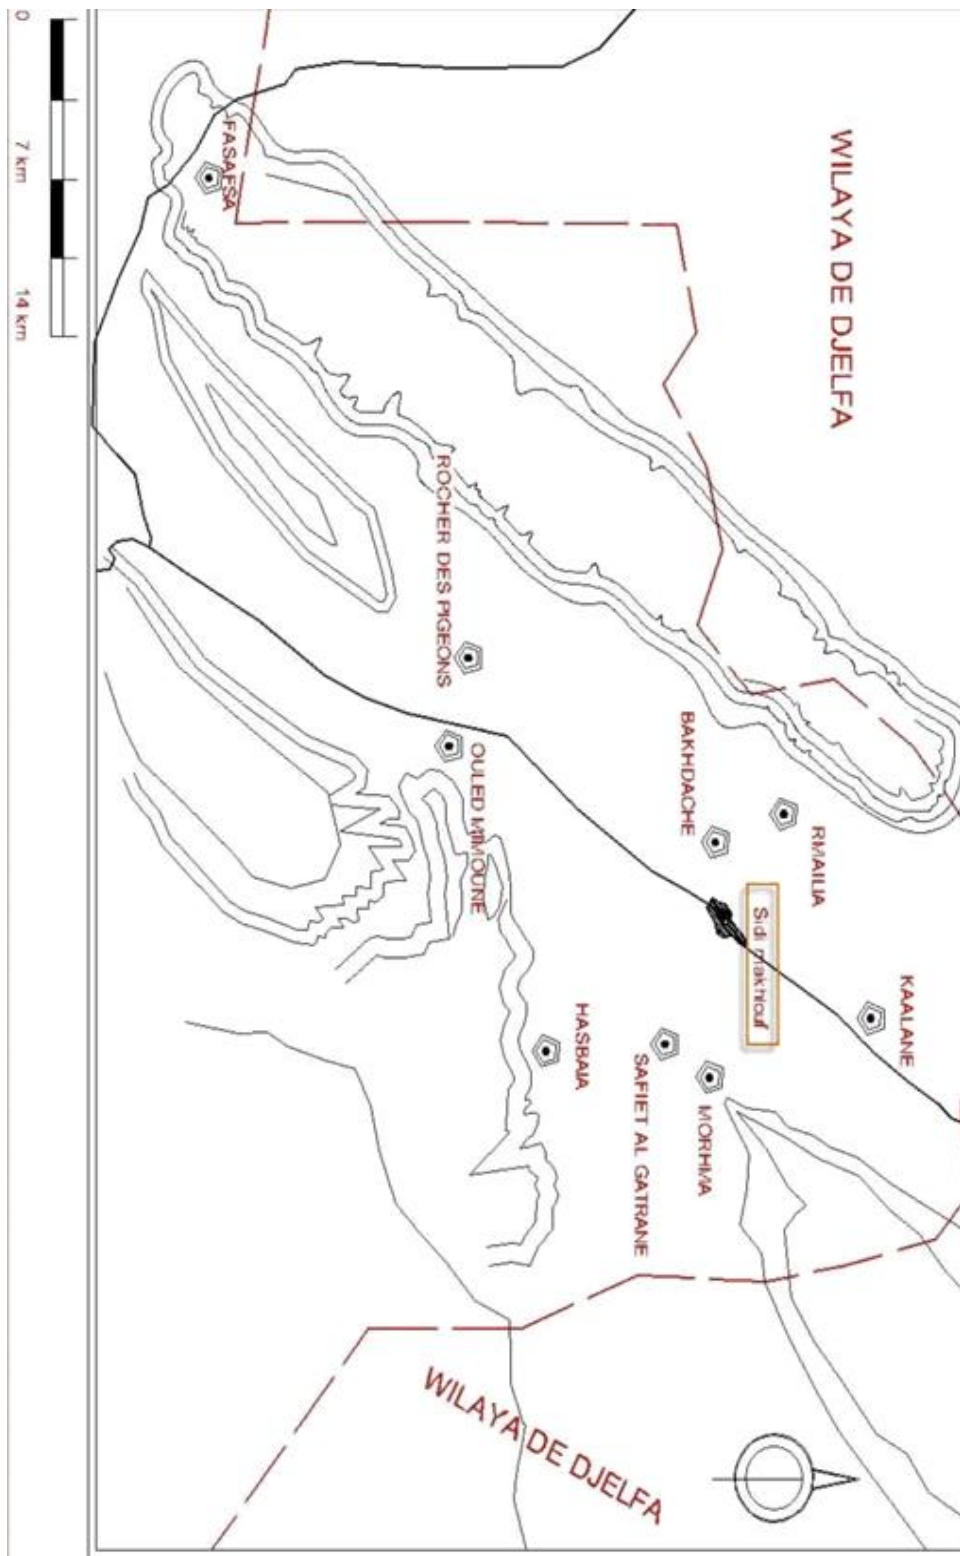 WILAYA DE DJELFA
FASAFSA
ROCHER DES PIGEONS
OULED MIMOUNE
BAKHDACHE
RMAILIA
Sidi makhlouf
KAALANE
HASBAIA
SAFIET AL GATRANE
MORHMA
WILAYA DE DJELFA
0
7 km
14 km